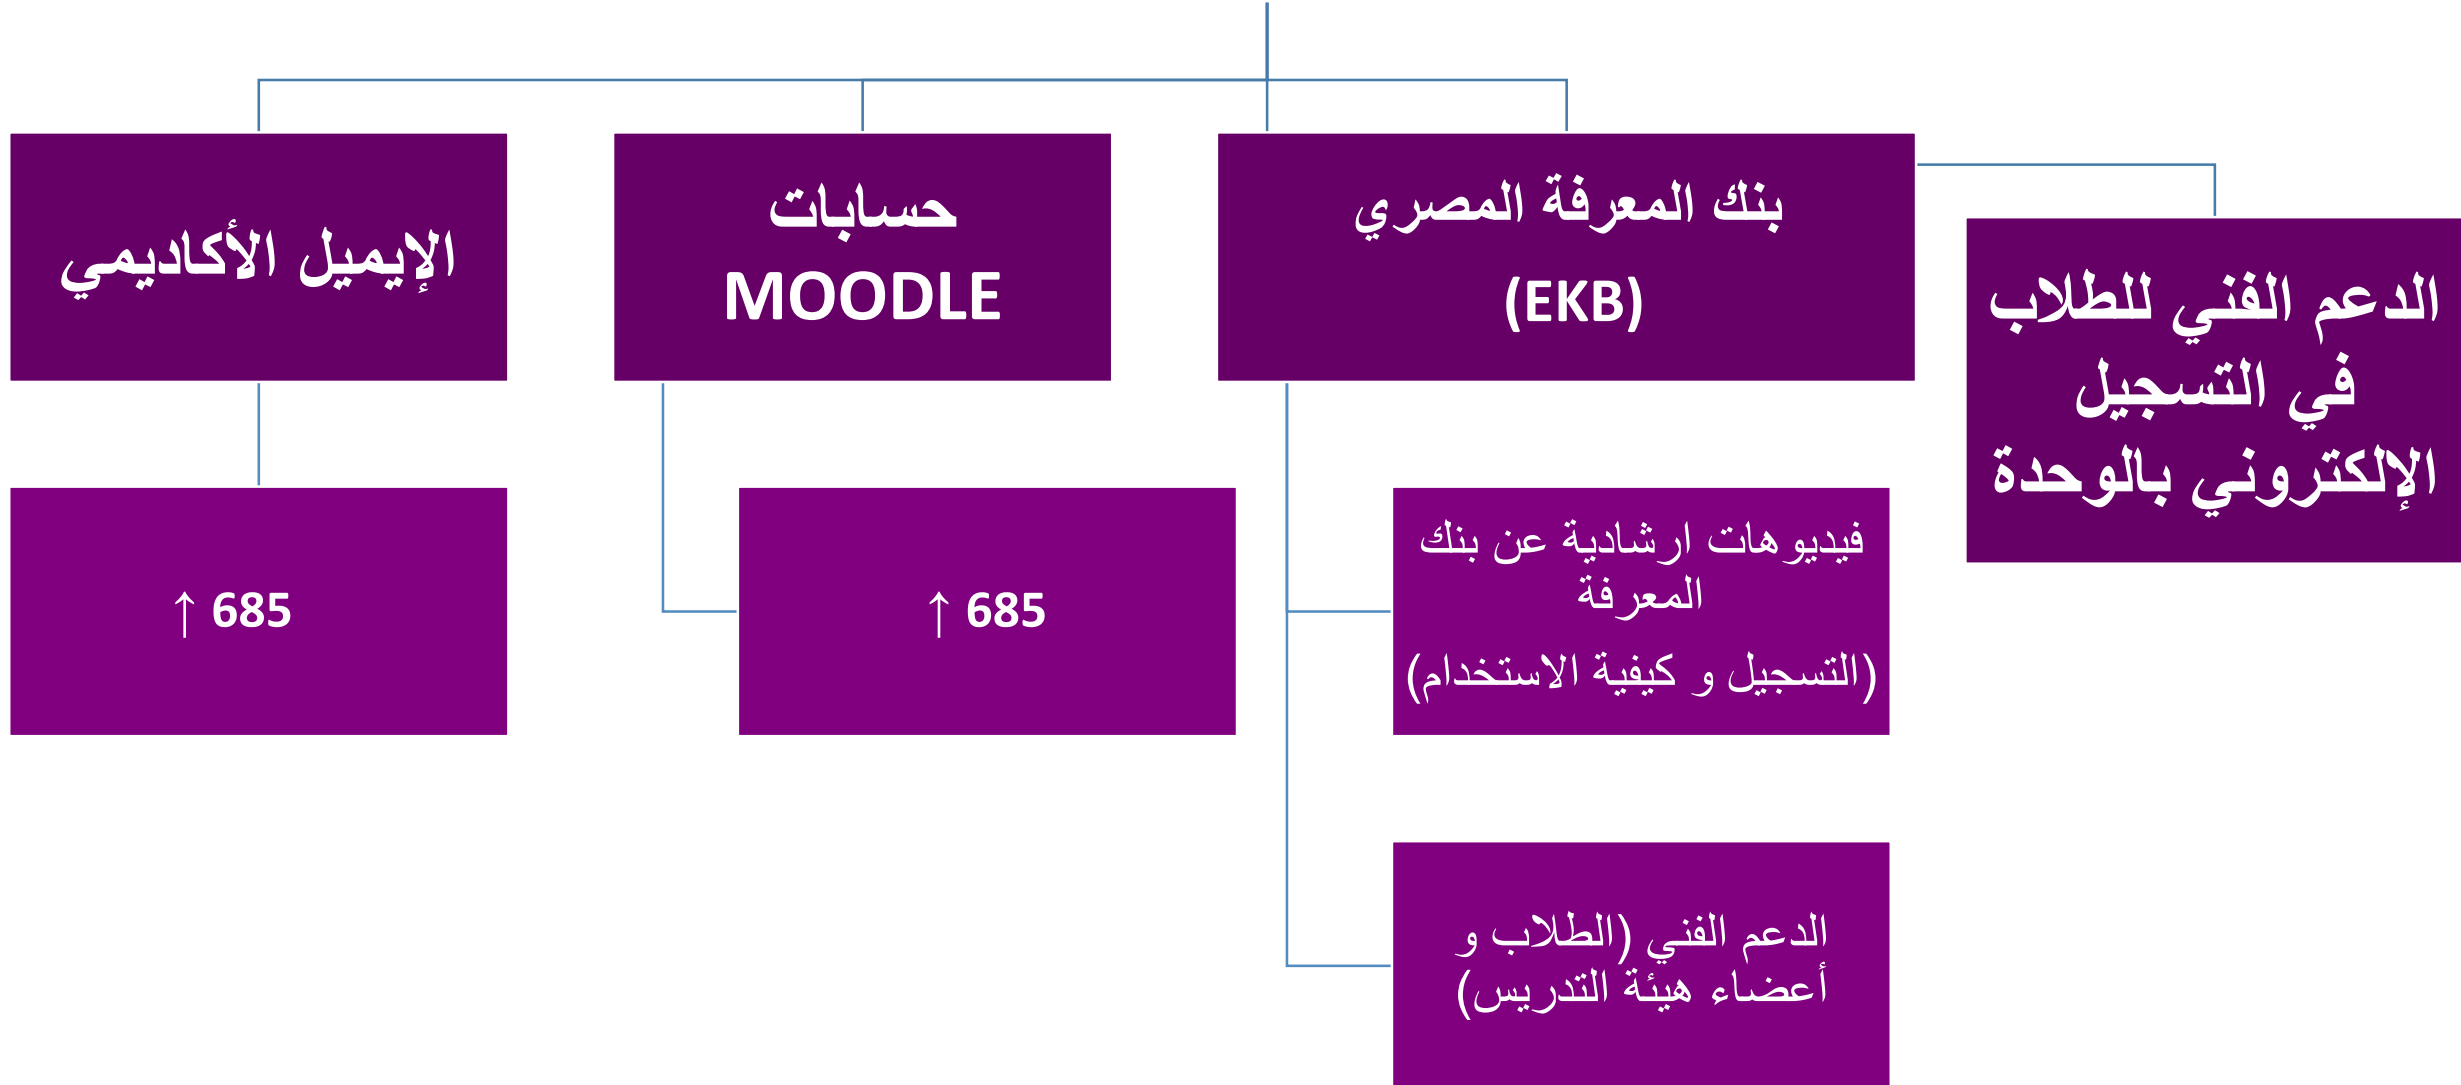 بنك المعرفة المصري
(EKB)
حسابات
MOODLE
الإيميل الأكاديمي
الدعم الفني للطلاب
في التسجيل
الإلكتروني بالوحدة
فيديوهات ارشادية عن بنك
المعرفة
(التسجيل و كيفية الاستخدام)
↑ 685
↑ 685
الدعم الفني (الطلاب و
أعضاء هيئة التدريس)